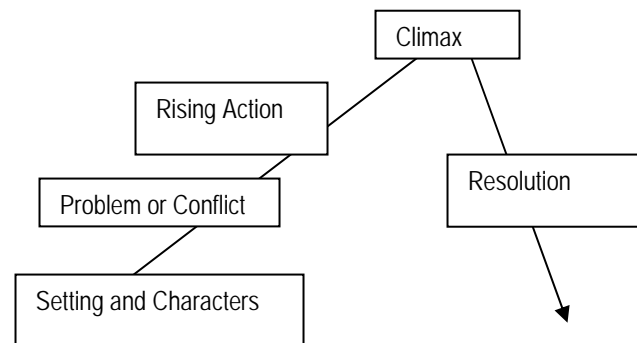 Climax
Rising Action
Problem or Conflict
Resolution
Setting and Characters